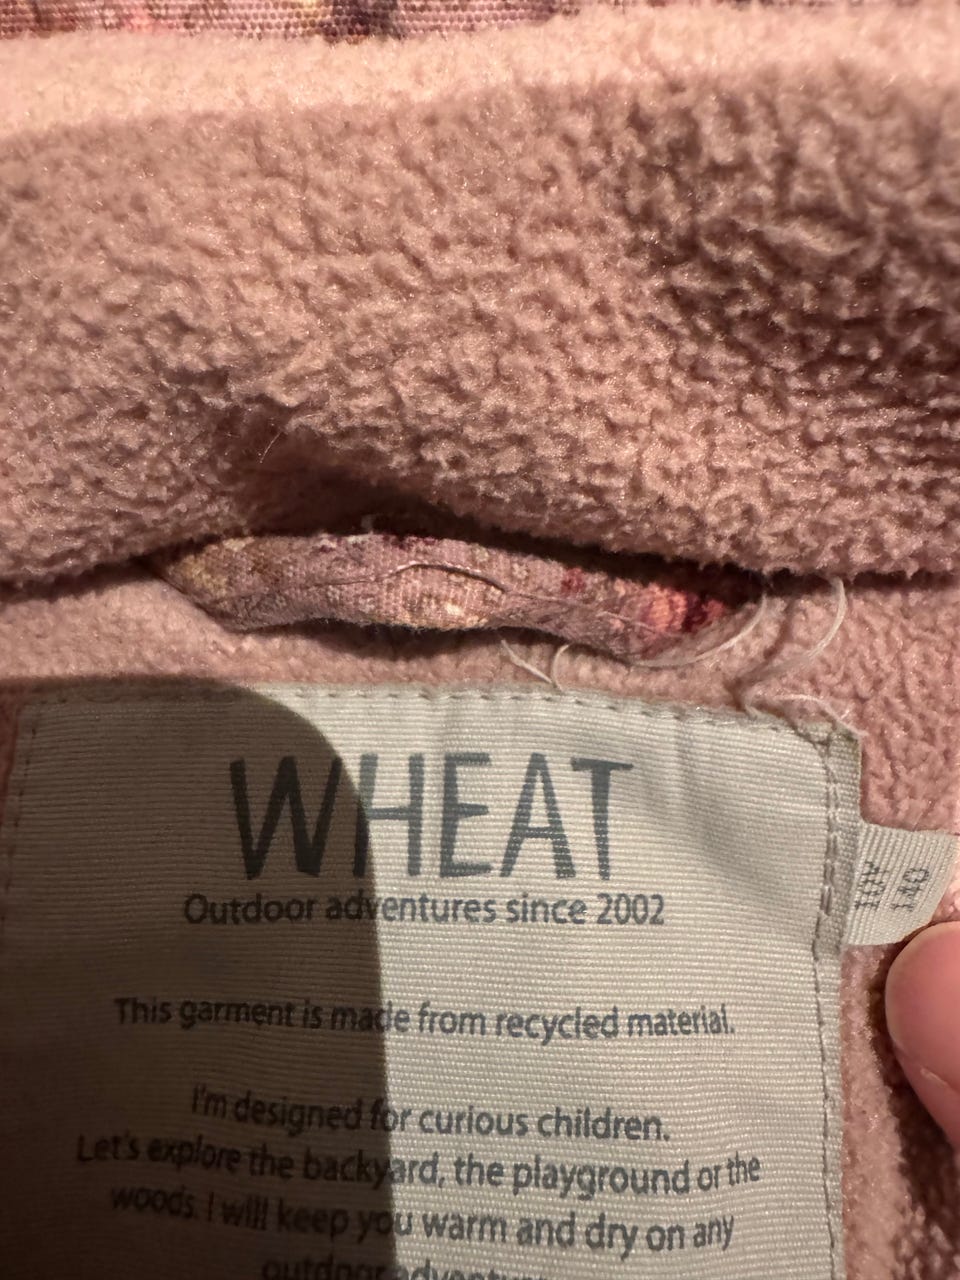 WHEAT
Outdoor adventures since 2002
This garment is made from recycled material.
I'm designed for curious children.
Let's explore the backyard, the playground or the
woods. I will keep you warm and dry on any
outdoor
10Y
140